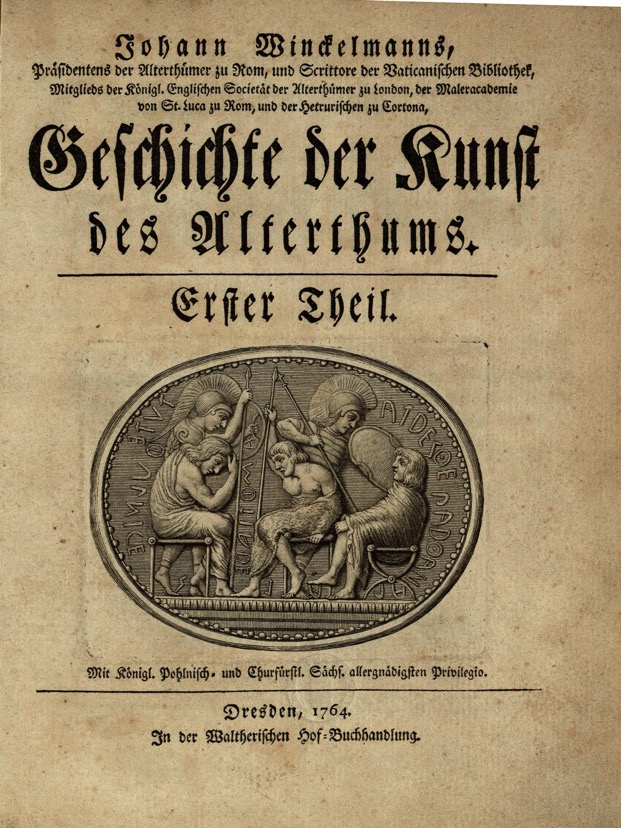 Johann Winckelmanns,
Präsidentens der Alterthümer zu Rom, und Scrittore der Vaticanischen Bibliothek,
Mitglieds der Königl. Englischen Societät der Alterthümer zu London, der Maleracademie
von St. Luca zu Rom, und der Hetrurischen zu Cortona,
Geschichte der Kunst
des Alterthums.
Erster Theil.
Mit Königl. Pohlnisch- und Churfürstl. Sächs. allergnädigsten Privilegio.
Dresden, 1764.
In der Waltherischen Hof-Buchhandlung.